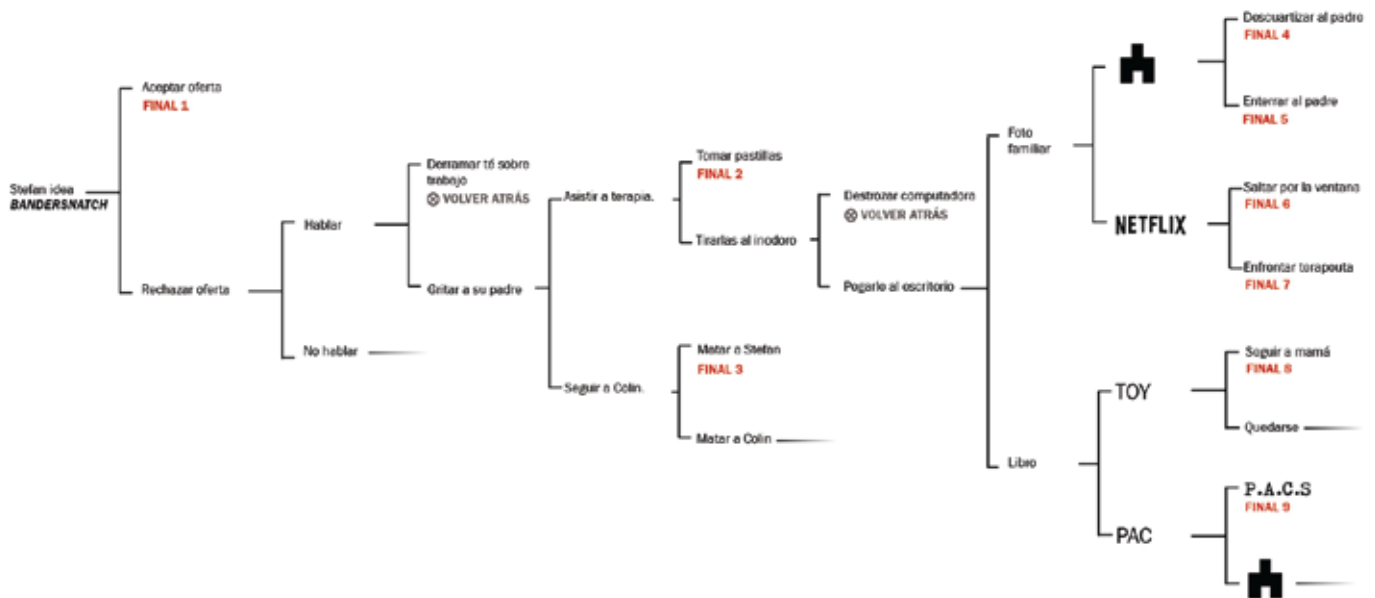 Stefan idea
BANDERSNATCH
Aceptar oferta
FINAL 1
Rechazar oferta
Hablar
No hablar
Derramar té sobre
trabajo
VOLVER ATRÁS
Gritar a su padre
Asistir a terapia.
Seguir a Colin.
Tomar pastillas
FINAL 2
Tirarlas al inodoro
Matar a Stefan
FINAL 3
Matar a Colin
Destrozar computadora
VOLVER ATRÁS
Pegarle al escritorio
Foto
familiar
Libro
NETFLIX
TOY
PAC
Descuartizar al padre
FINAL 4
Enterrar al padre
FINAL 5
Saltar por la ventana
FINAL 6
Enfrentar terapeuta
FINAL 7
Seguir a mamá
FINAL 8
Quedarse
P.A.C.S
FINAL 9